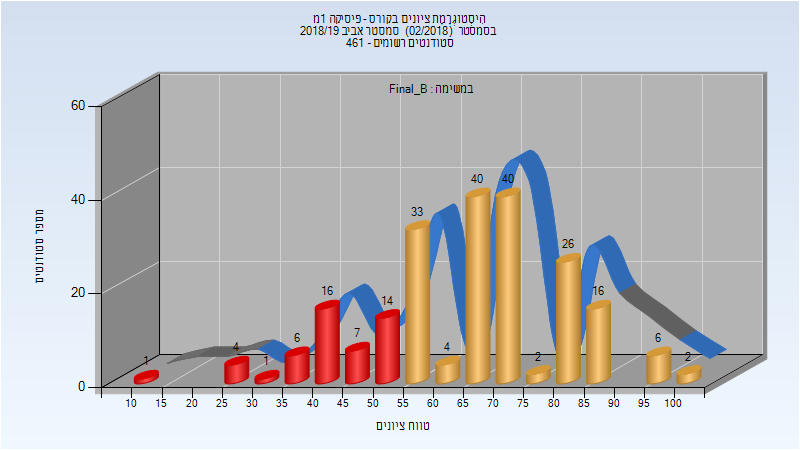 היסטוגרמת ציונים בקורס - פיסיקה 1מ
בסמסטר (02/2018) סמסטר אביב 2018/19
סטודנטים רשומים - 461
במשימה : Final_B
מספר סטודנטים
60
40
20
0
1
4
1
6
16
7
14
33
4
40
40
2
26
16
6
2
10 15 20 25 30 35 40 45 50 55 60 65 70 75 80 85 90 95 100
טווח ציונים